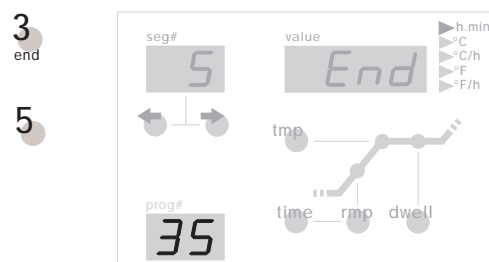 3
end
5
seg#
value
h.min
°C
°C/h
°F
°F/h
5
End
tmp
time
rmp
dwell
prog#
35